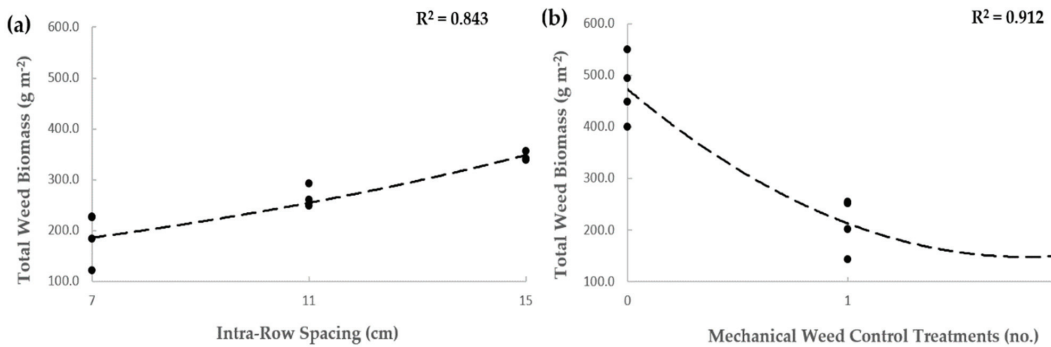 (a)
R² = 0.843
Total Weed Biomass (g m⁻²)
600.0
500.0
400.0
300.0
200.0
100.0
7
11
15
Intra-Row Spacing (cm)
(b)
R² = 0.912
Total Weed Biomass (g m⁻²)
600.0
500.0
400.0
300.0
200.0
100.0
0
1
Mechanical Weed Control Treatments (no.)